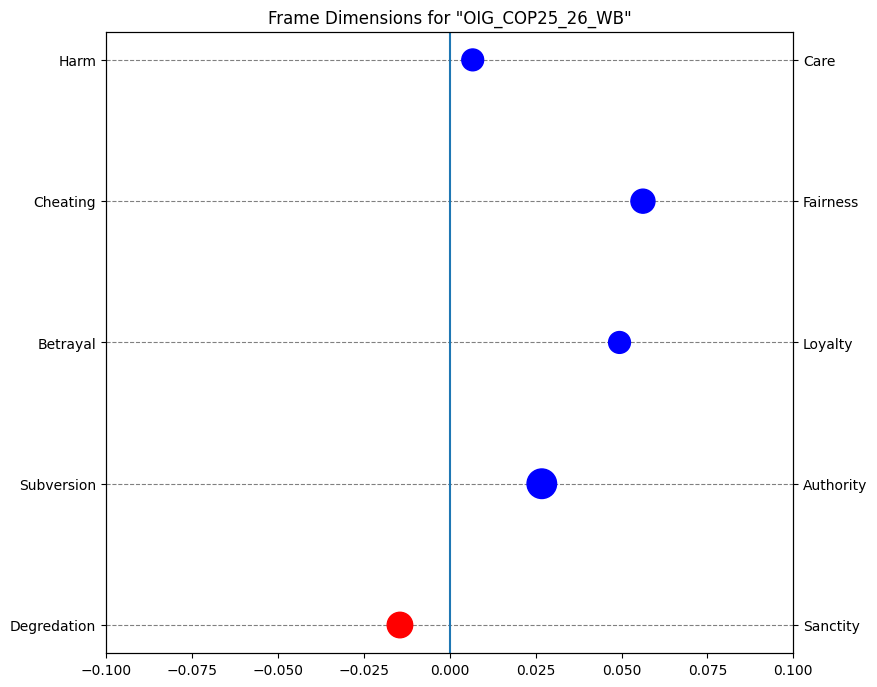 Frame Dimensions for "OIG_COP25_26_WB"
Harm Care
Cheating Fairness
Betrayal Loyalty
Subversion Authority
Degredation Sanctity
−0.100 −0.075 −0.050 −0.025 0.000 0.025 0.050 0.075 0.100